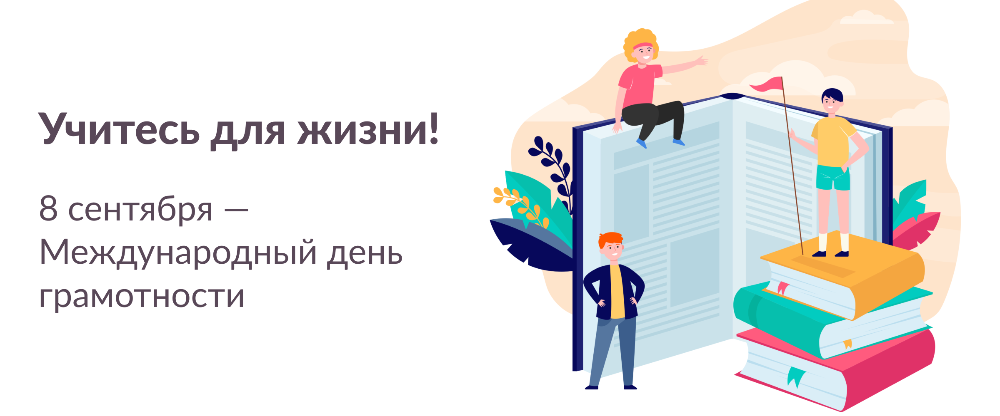 Учитесь для жизни!
8 сентября —
Международный день
грамотности